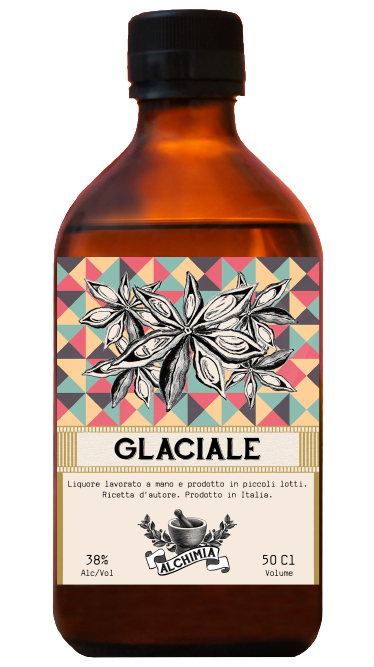 GLACIALE
Liquore lavorato a mano e prodotto in piccoli lotti.
Ricetta d'autore. Prodotto in Italia.
ALCHIMIA
38%
Alc/Vol
50 Cl
Volume